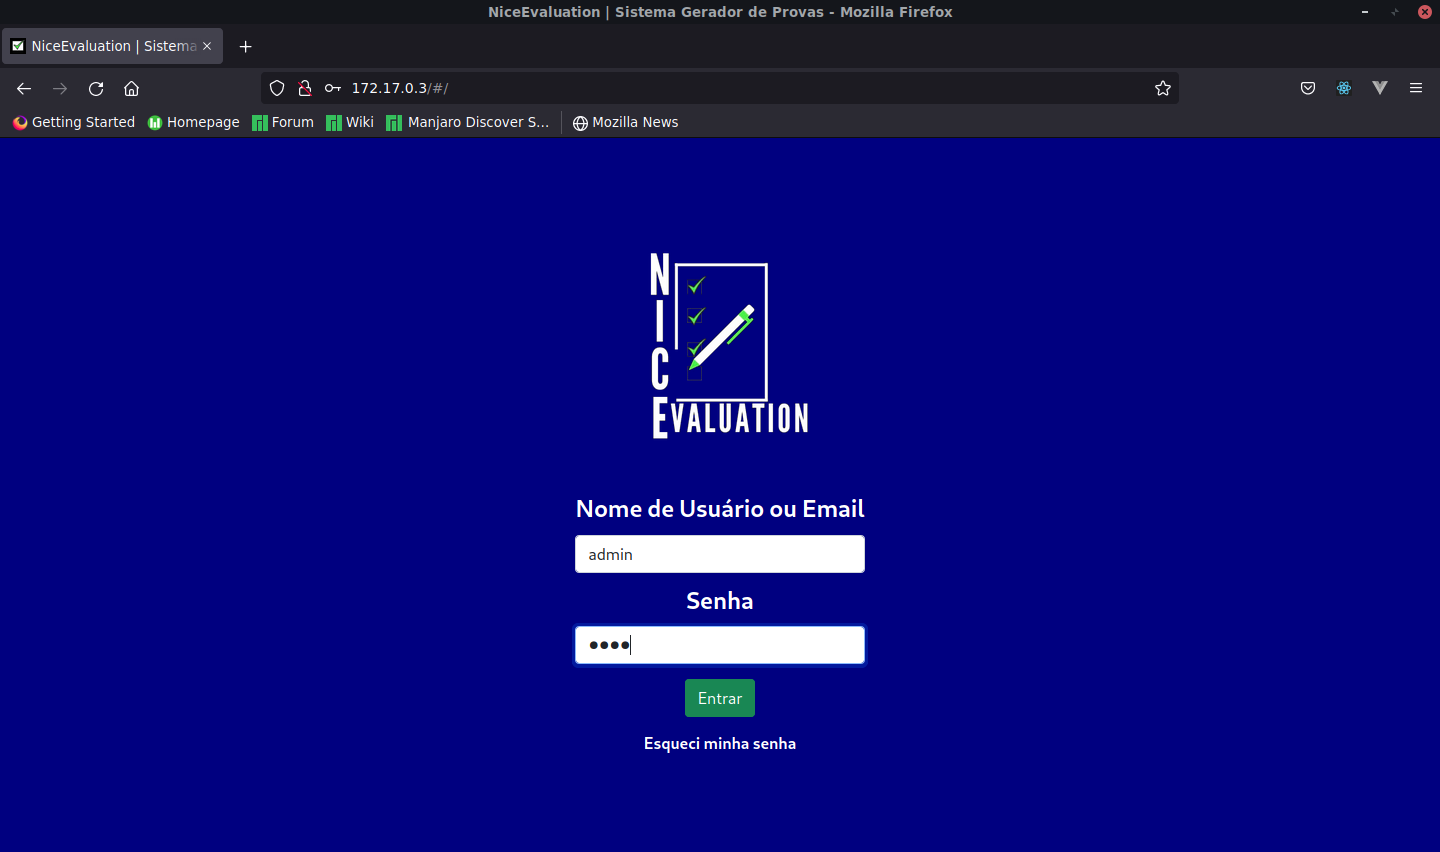 NiceEvaluation | Sistema Gerador de Provas - Mozilla Firefox
NiceEvaluation | Sistema
172.17.0.3/#/
Getting Started Homepage Forum Wiki Manjaro Discover S... Mozilla News
NICE
EVALUATION
Nome de Usuário ou Email
admin
Senha
••••
Entrar
Esqueci minha senha